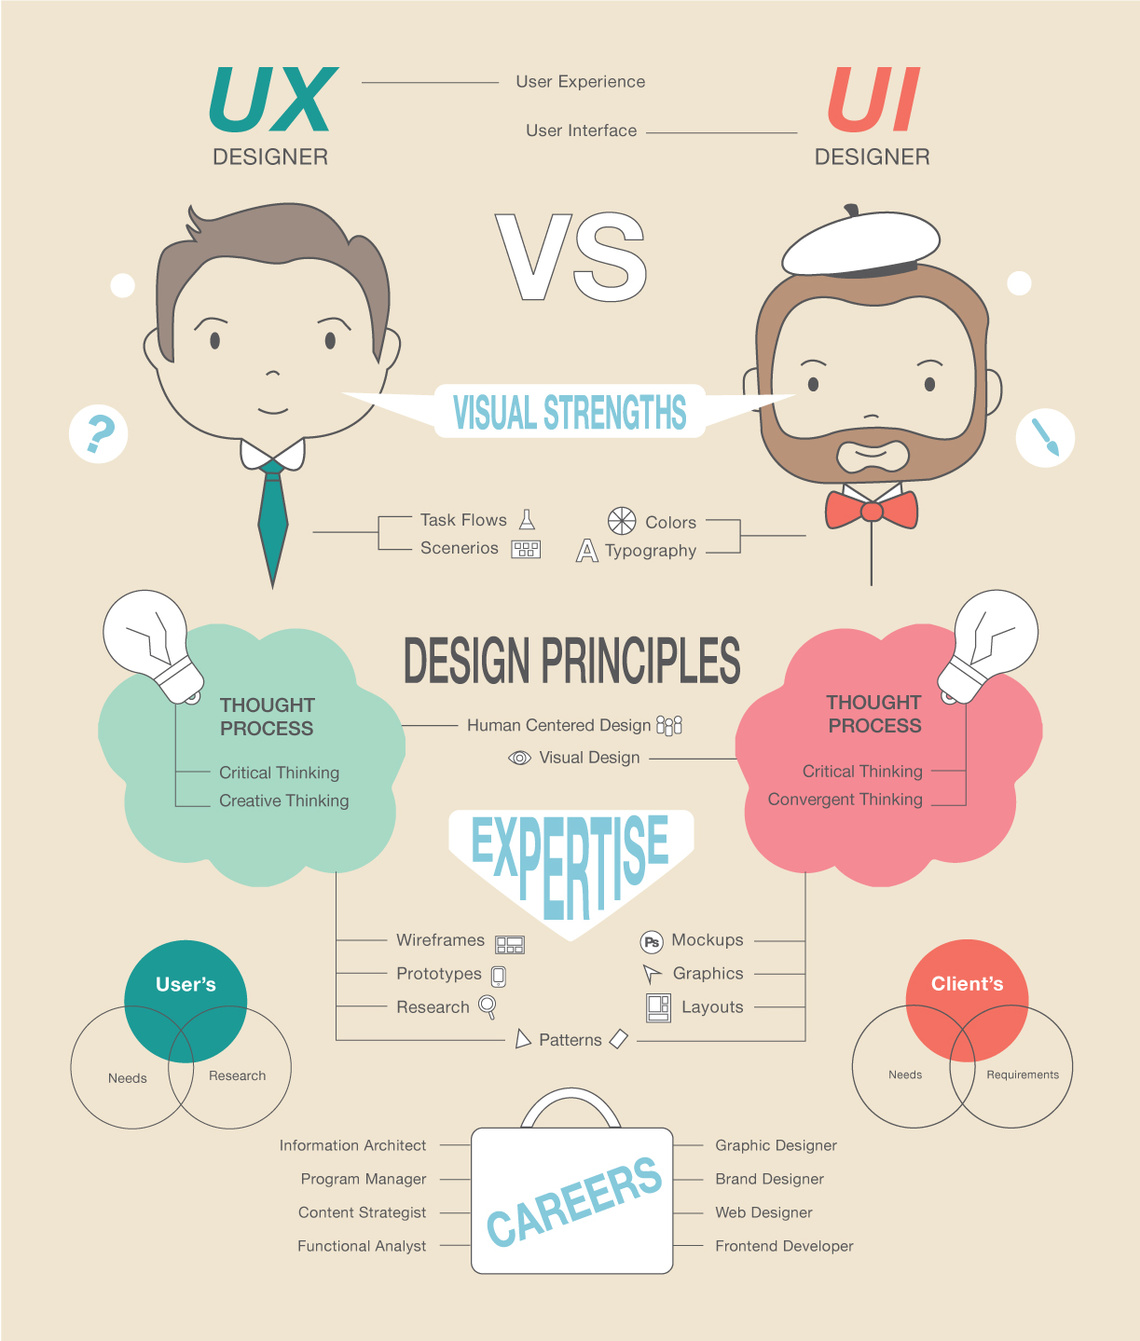 UX
DESIGNER
User Experience
User Interface
UI
DESIGNER
VS
VISUAL STRENGTHS
?
Task Flows
Scenerios
Colors
A Typography
DESIGN PRINCIPLES
THOUGHT
PROCESS
Critical Thinking
Creative Thinking
Human Centered Design
Visual Design
THOUGHT
PROCESS
Critical Thinking
Convergent Thinking
EXPERTISE
Wireframes
Prototypes
Research
Ps Mockups
Graphics
Layouts
Patterns
User's
Needs
Research
Client's
Needs
Requirements
CAREERS
Information Architect
Program Manager
Content Strategist
Functional Analyst
Graphic Designer
Brand Designer
Web Designer
Frontend Developer